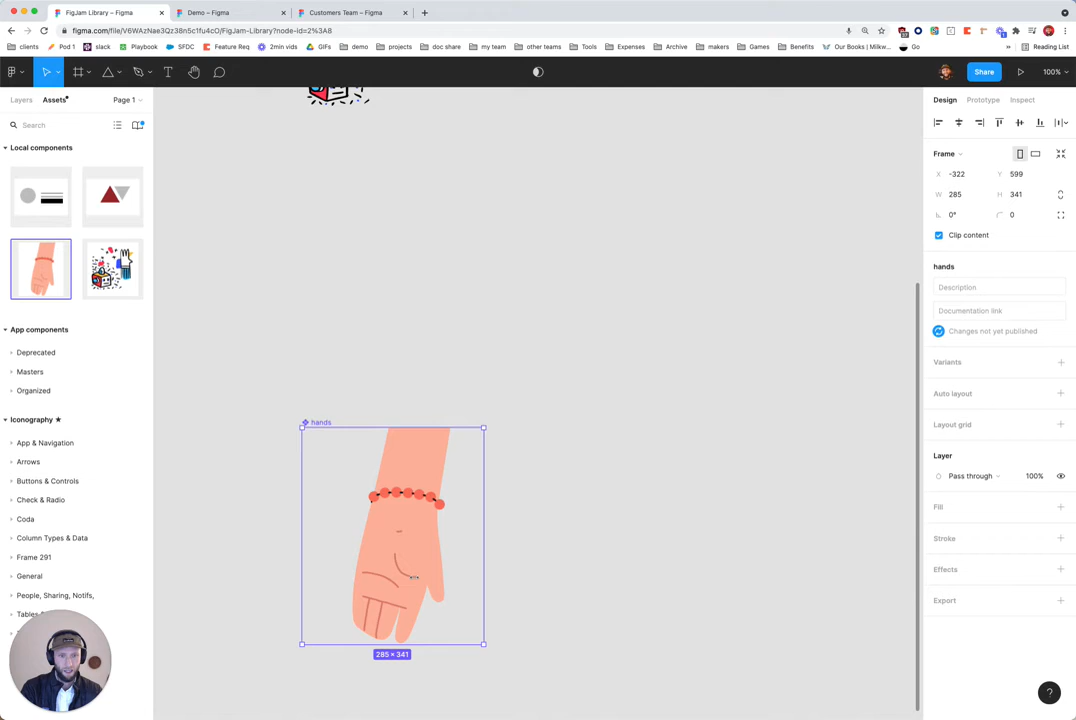 FigJam Library – Figma
Demo – Figma
Customers Team – Figma
figma.com/file/V6WAzNae3Qz38n5c1fu4cO/FigJam-Library?node-id=2%3A8
clients
Pod 1
slack
Playbook
SFDC
Feature Req
2min vids
GIFs
demo
projects
doc share
my team
other teams
Tools
Expenses
Archive
makers
Games
Benefits
Our Books | Milkw...
Go
Reading List
Share
100%
Layers
Assets
Page 1
Design
Prototype
Inspect
Search
Local components
Frame
X -322
Y 599
W 285
H 341
0°
0
Clip content
hands
Description
Documentation link
Changes not yet published
App components
Deprecated
Masters
Organized
Variants
Auto layout
Iconography ★
App & Navigation
Arrows
Buttons & Controls
Check & Radio
Coda
Column Types & Data
Frame 291
General
People, Sharing, Notifs,
hands
285 × 341
Layout grid
Layer
Pass through
100%
Fill
Stroke
Effects
Export
?